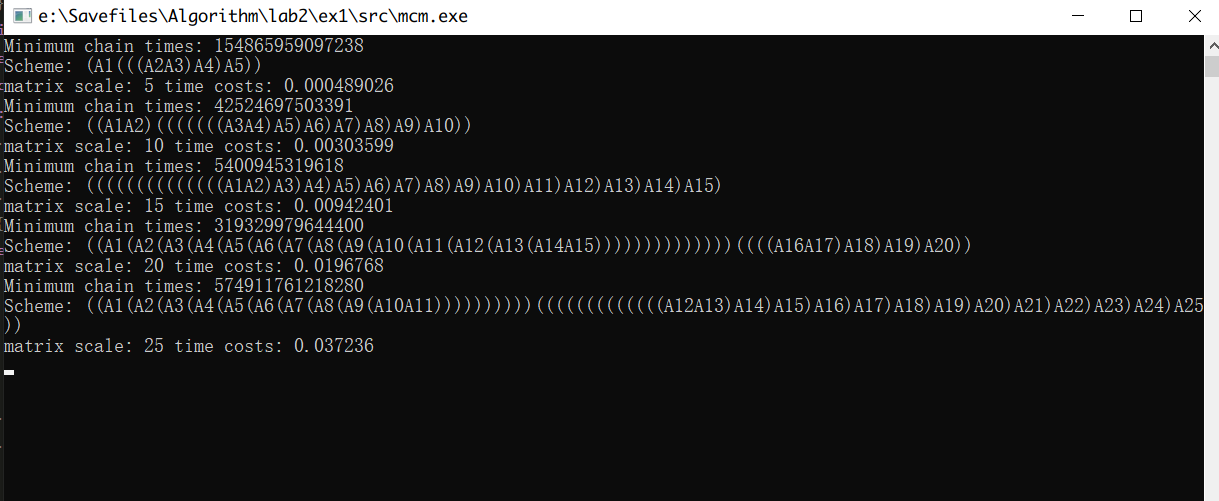 e:\Savefiles\Algorithm\lab2\ex1\src\mcm.exe
Minimum chain times: 154865959097238
Scheme: (A1(((A2A3)A4)A5))
matrix scale: 5 time costs: 0.000489026
Minimum chain times: 42524697503391
Scheme: ((A1A2)(((((((A3A4)A5)A6)A7)A8)A9)A10))
matrix scale: 10 time costs: 0.00303599
Minimum chain times: 5400945319618
Scheme: ((((((((((((((A1A2)A3)A4)A5)A6)A7)A8)A9)A10)A11)A12)A13)A14)A15)
matrix scale: 15 time costs: 0.00942401
Minimum chain times: 319329979644400
Scheme: ((A1(A2(A3(A4(A5(A6(A7(A8(A9(A10(A11(A12(A13(A14A15))))))))))))))((((A16A17)A18)A19)A20))
matrix scale: 20 time costs: 0.0196768
Minimum chain times: 574911761218280
Scheme: ((A1(A2(A3(A4(A5(A6(A7(A8(A9(A10A11))))))))))(((((((((((((A12A13)A14)A15)A16)A17)A18)A19)A20)A21)A22)A23)A24)A25
))
matrix scale: 25 time costs: 0.037236